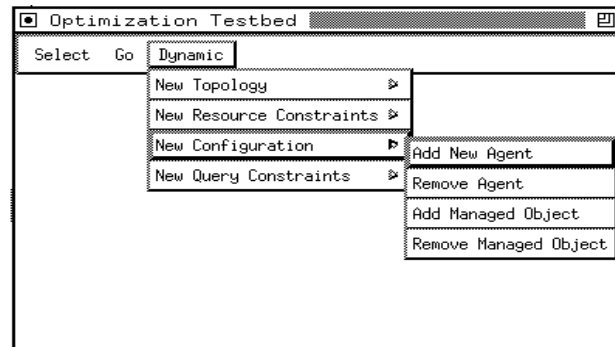 Optimization Testbed
Select Go Dynamic
New Topology
New Resource Constraints
New Configuration
New Query Constraints
Add New Agent
Remove Agent
Add Managed Object
Remove Managed Object